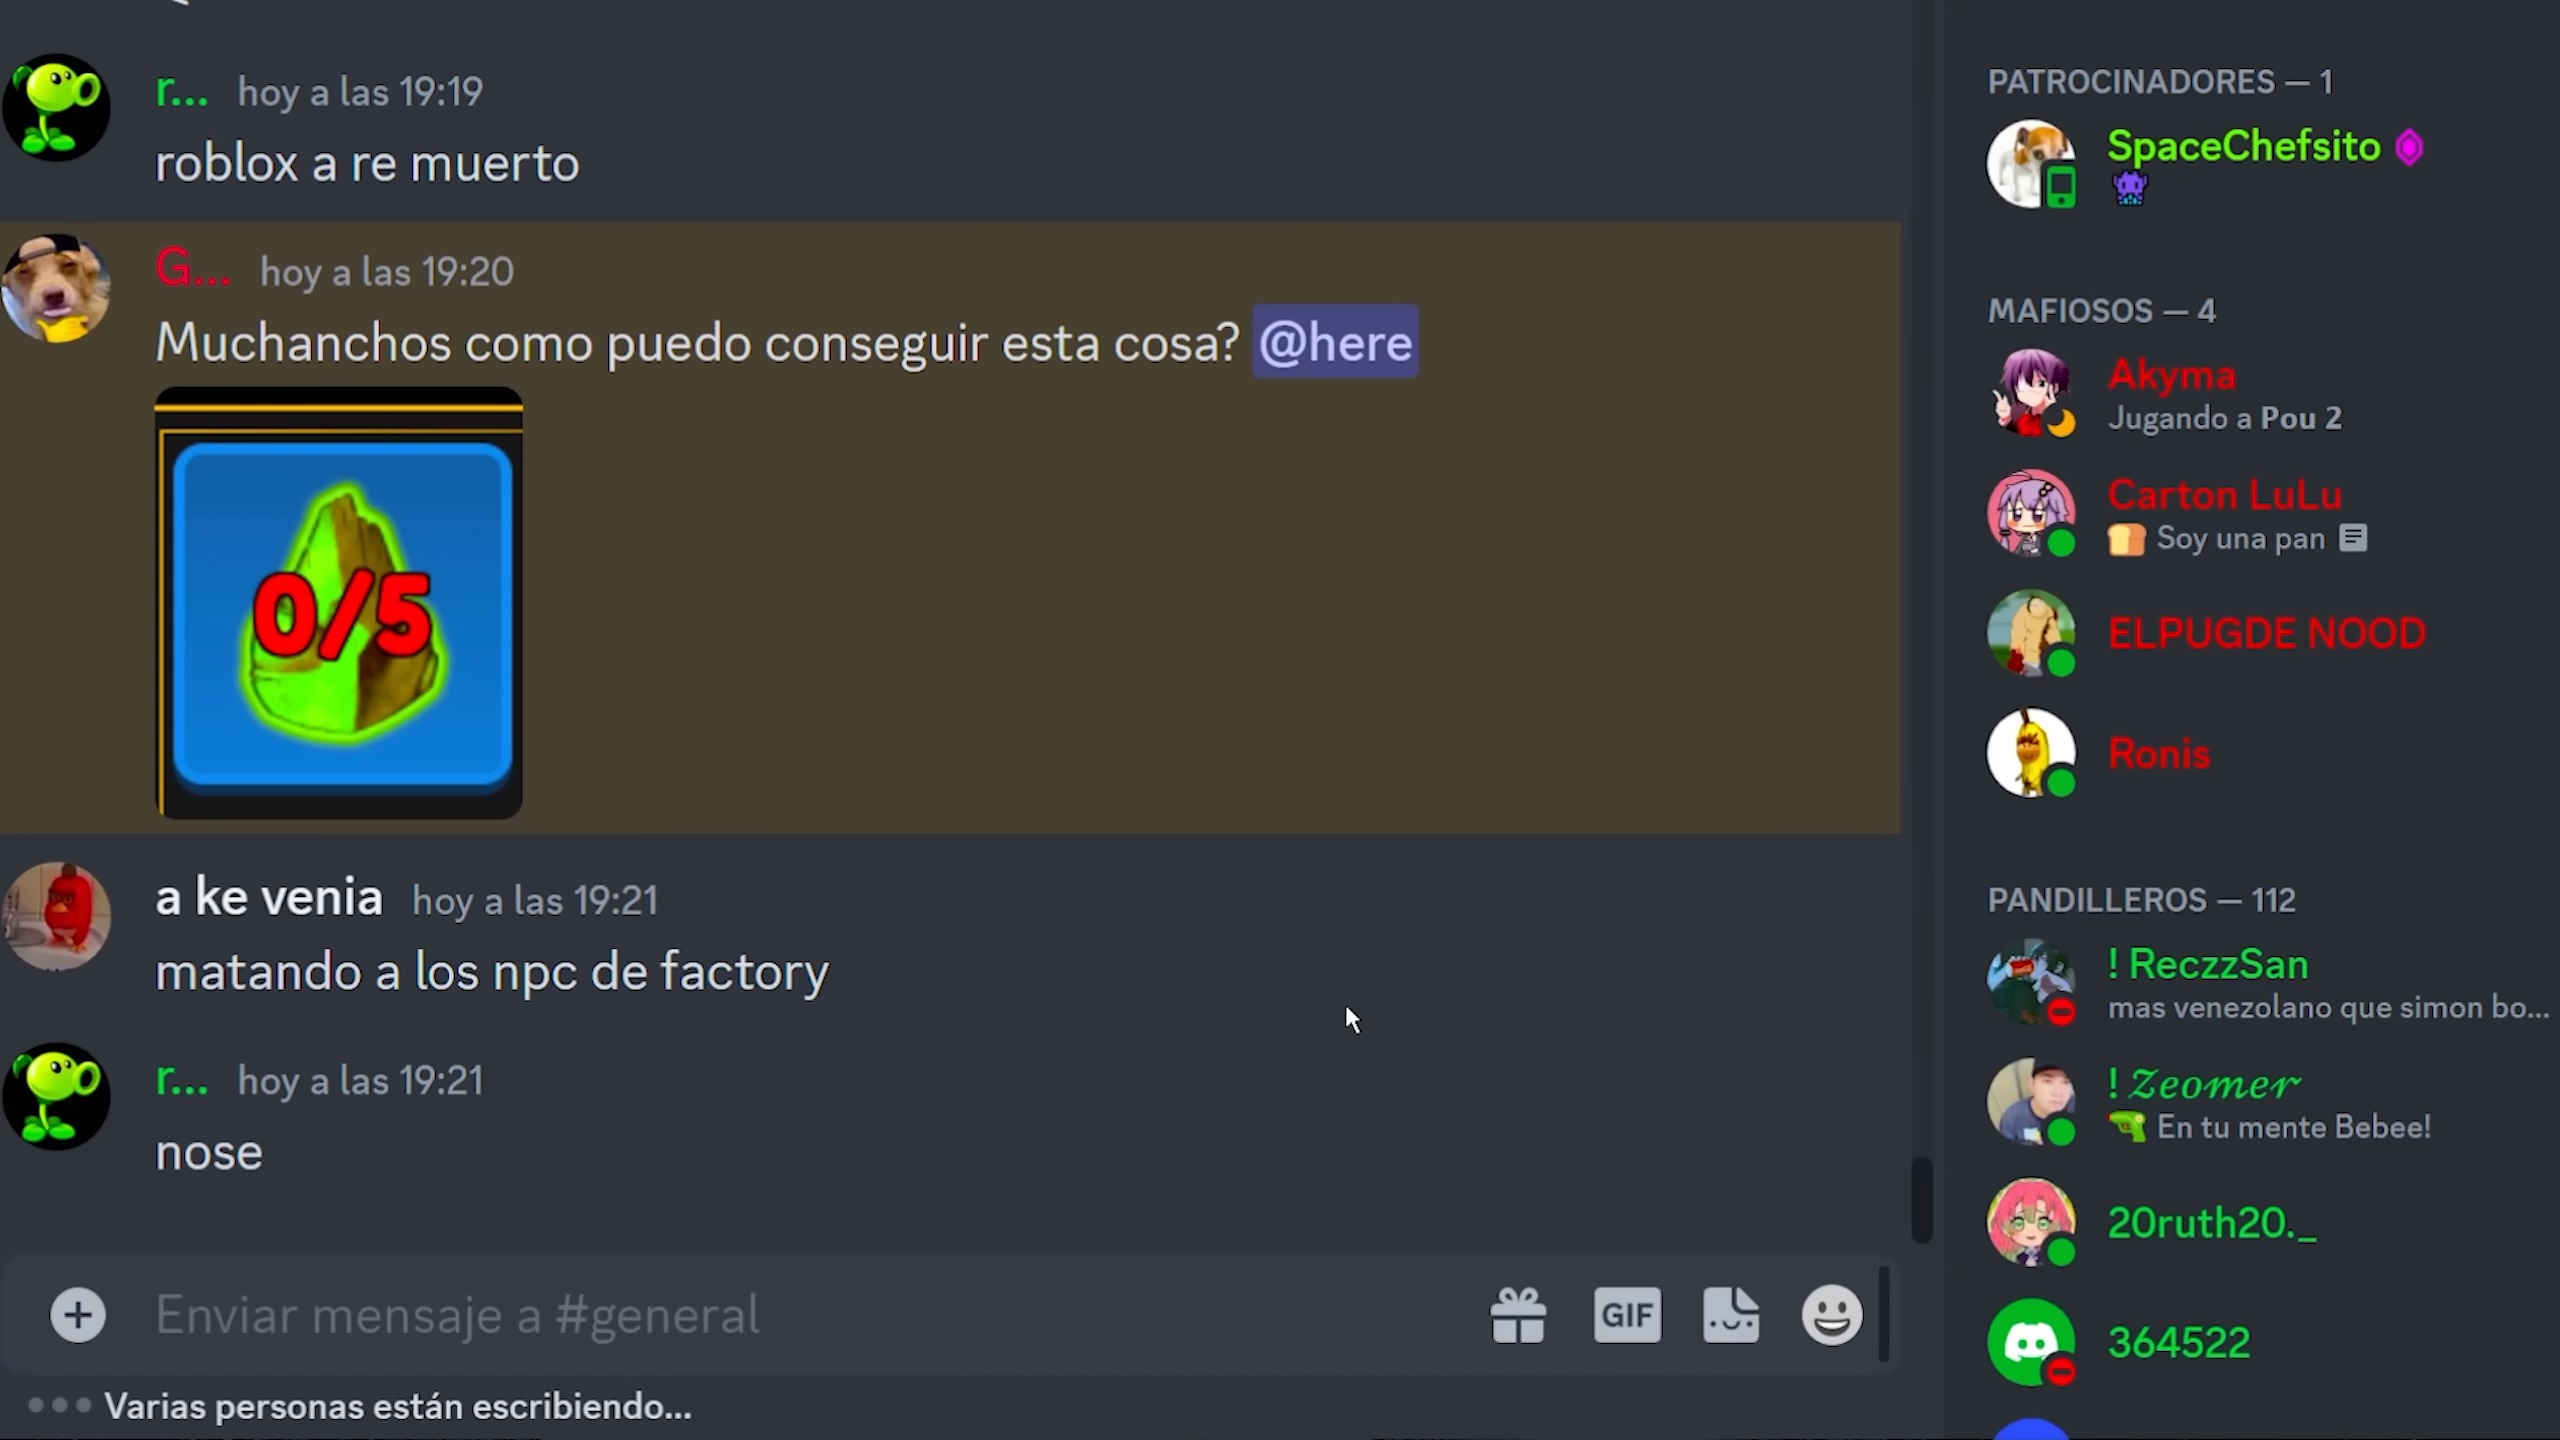 r... hoy a las 19:19
roblox a re muerto
G... hoy a las 19:20
Muchanchos como puedo conseguir esta cosa? @here
0/5
a ke venia hoy a las 19:21
matando a los npc de factory
r... hoy a las 19:21
nose
Enviar mensaje a #general
GIF
Varias personas están escribiendo...
PATROCINADORES — 1
SpaceChefsito
MAFIOSOS — 4
Akyma
Jugando a Pou 2
Carton LuLu
Soy una pan
ELPUGDE NOOD
Ronis
PANDILLEROS — 112
! ReczzSan
mas venezolano que simon bo...
! Zeomer
En tu mente Bebee!
20ruth20._
364522